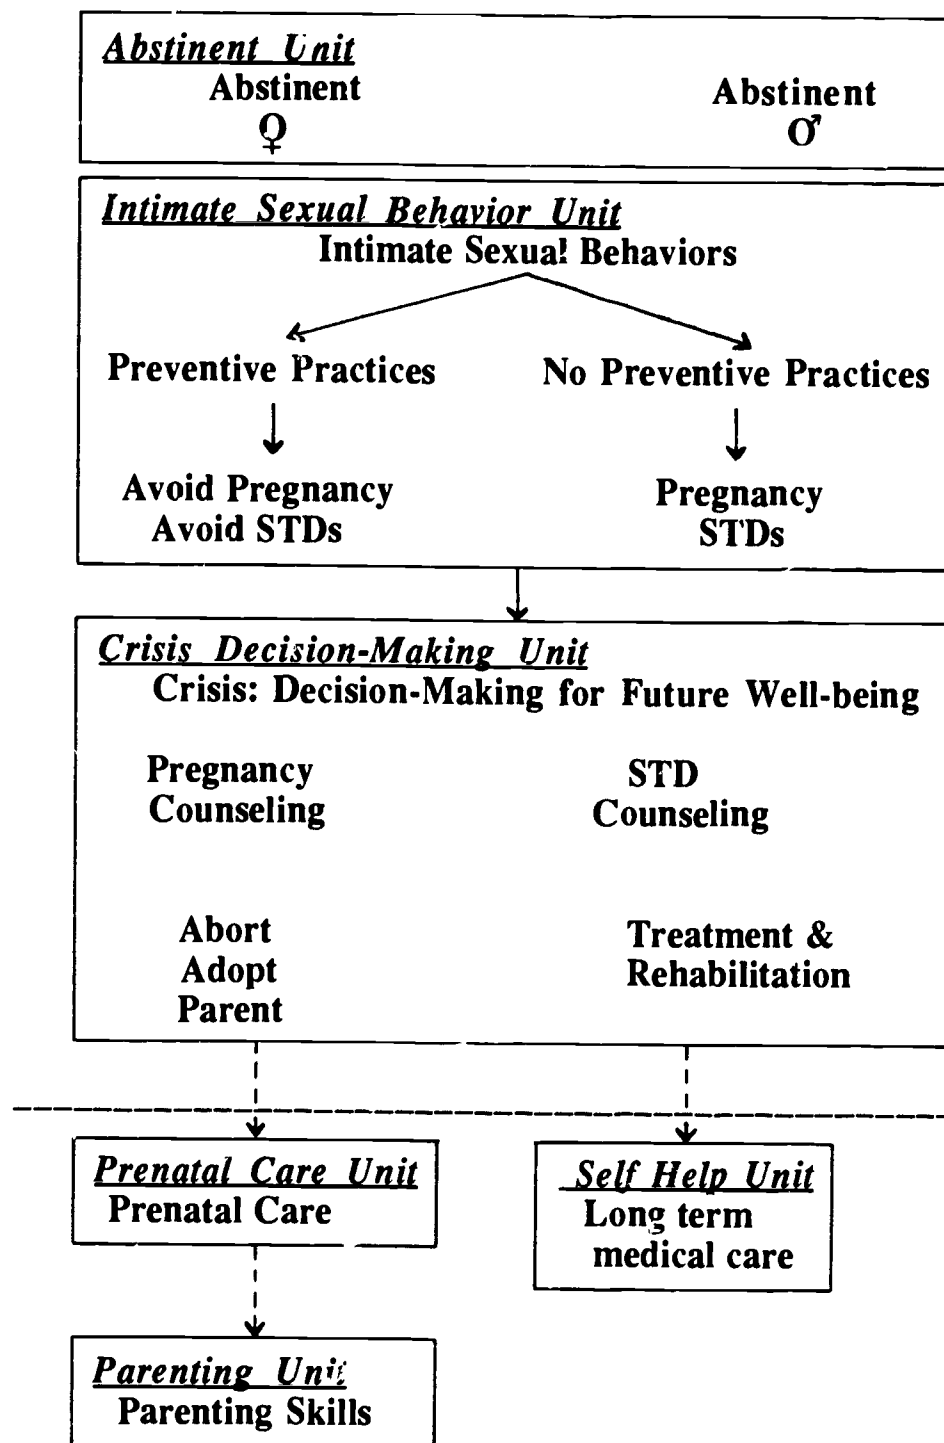 Abstinent Unit
Abstinent Abstinent
♀ ♂
Intimate Sexual Behavior Unit
Intimate Sexual Behaviors
Preventive Practices No Preventive Practices
Avoid Pregnancy Pregnancy
Avoid STDs STDs
Crisis Decision-Making Unit
Crisis: Decision-Making for Future Well-being
Pregnancy STD
Counseling Counseling
Abort Treatment &
Adopt Rehabilitation
Parent
Prenatal Care Unit Self Help Unit
Prenatal Care Long term
medical care
Parenting Unit
Parenting Skills